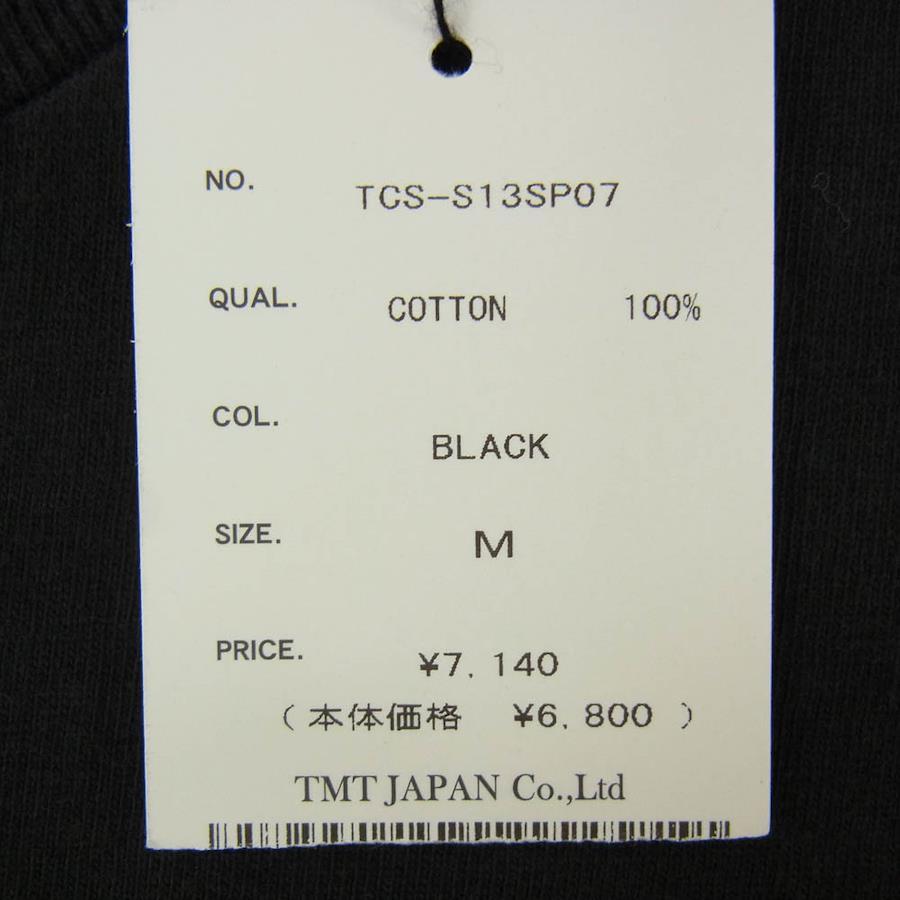 NO. TCS-S13SP07
QUAL. COTTON 100%
COL. BLACK
SIZE. M
PRICE. ¥7,140
(本体価格 ¥6,800)
TMT JAPAN Co.,Ltd